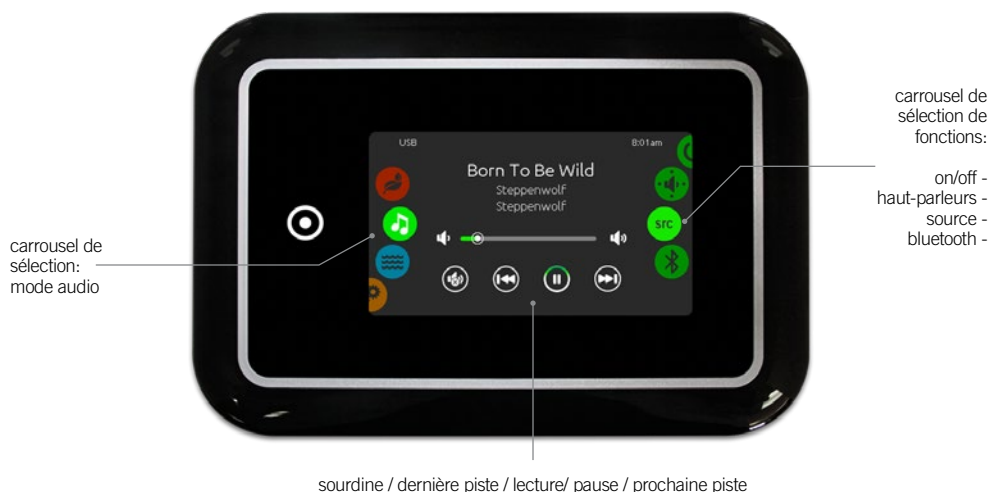 carrousel de
sélection de
fonctions:
on/off -
haut-parleurs -
source -
bluetooth -
USB
8:01am
Born To Be Wild
Steppenwolf
Steppenwolf
src
carrousel de
sélection:
mode audio
sourdine / dernière piste / lecture/ pause / prochaine piste